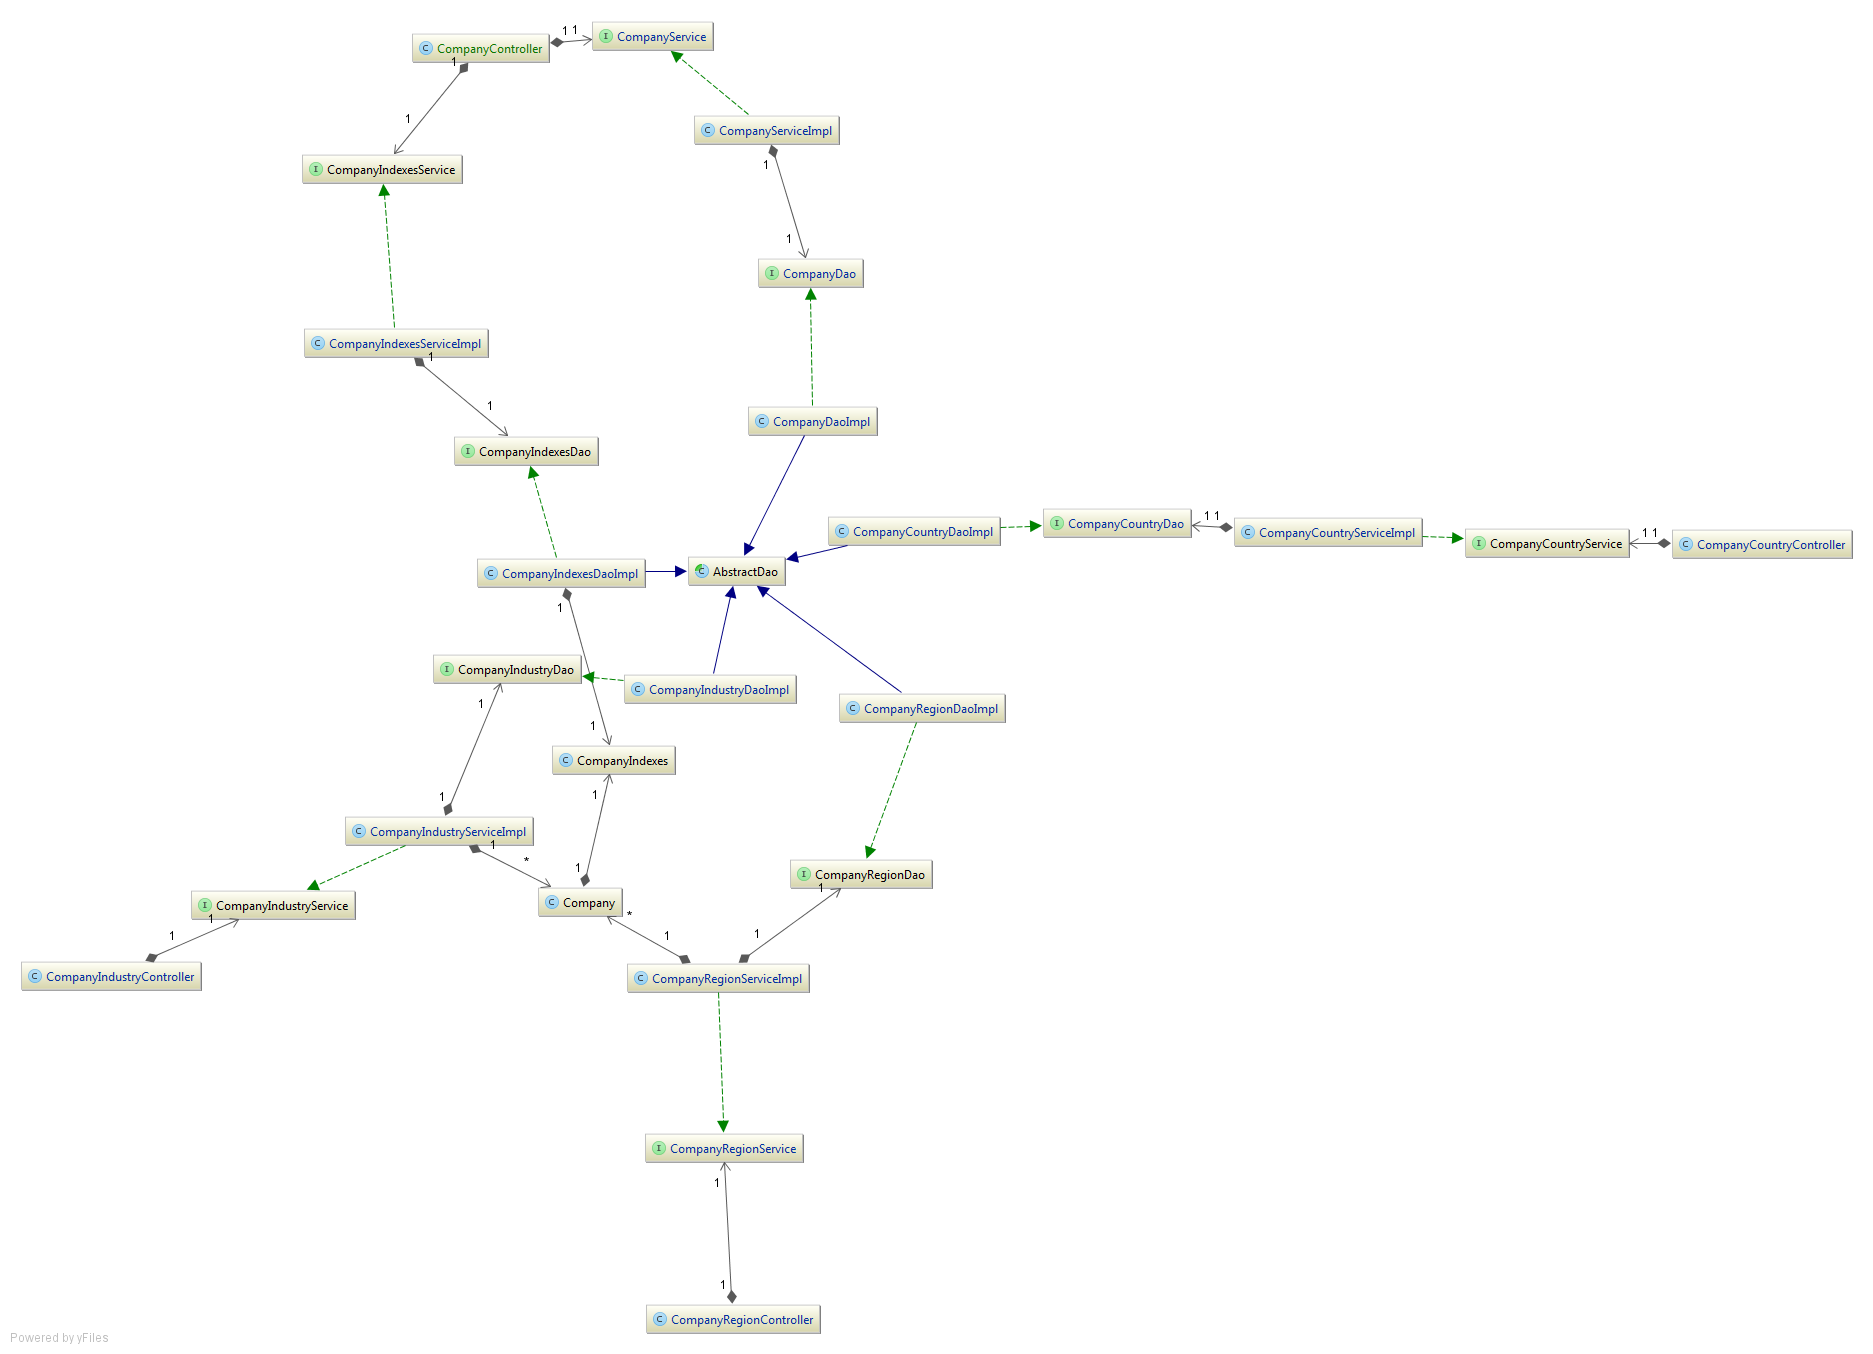 CompanyController
1 1
CompanyService
1
1
CompanyServiceImpl
1
CompanyIndexesService
1
CompanyDao
CompanyIndexesServiceImpl
1
1
CompanyDaoImpl
CompanyIndexesDao
CompanyCountryDaoImpl
CompanyCountryDao
1 1
CompanyCountryServiceImpl
CompanyCountryService
1 1
CompanyCountryController
CompanyIndexesDaoImpl
AbstractDao
1
CompanyIndustryDao
CompanyIndustryDaoImpl
1
CompanyRegionDaoImpl
1
CompanyIndexes
1
1
CompanyIndustryServiceImpl
1
*
1
CompanyRegionDao
1
CompanyIndustryService
Company
*
1
1
1
1
CompanyIndustryController
CompanyRegionServiceImpl
CompanyRegionService
1
1
CompanyRegionController
Powered by yFiles